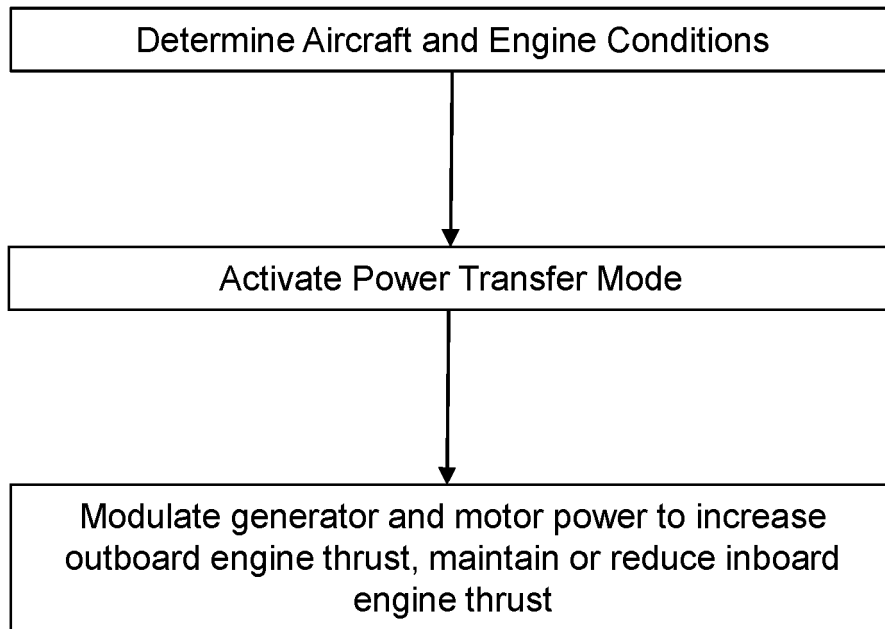 Determine Aircraft and Engine Conditions
Activate Power Transfer Mode
Modulate generator and motor power to increase
outboard engine thrust, maintain or reduce inboard
engine thrust